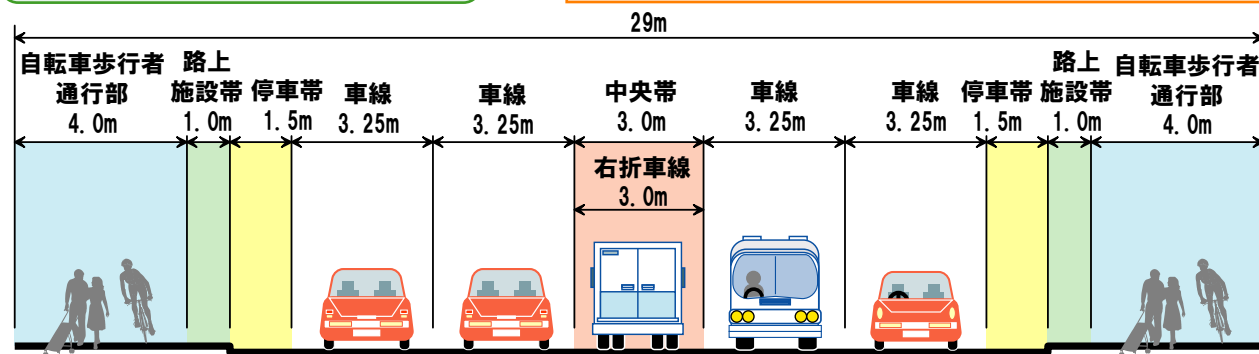 29m
自転車歩行者
通行部
4.0m
路上
施設帯
1.0m
停車帯
1.5m
車線
3.25m
車線
3.25m
中央帯
3.0m
車線
3.25m
車線
3.25m
停車帯
1.5m
路上
施設帯
1.0m
自転車歩行者
通行部
4.0m
右折車線
3.0m